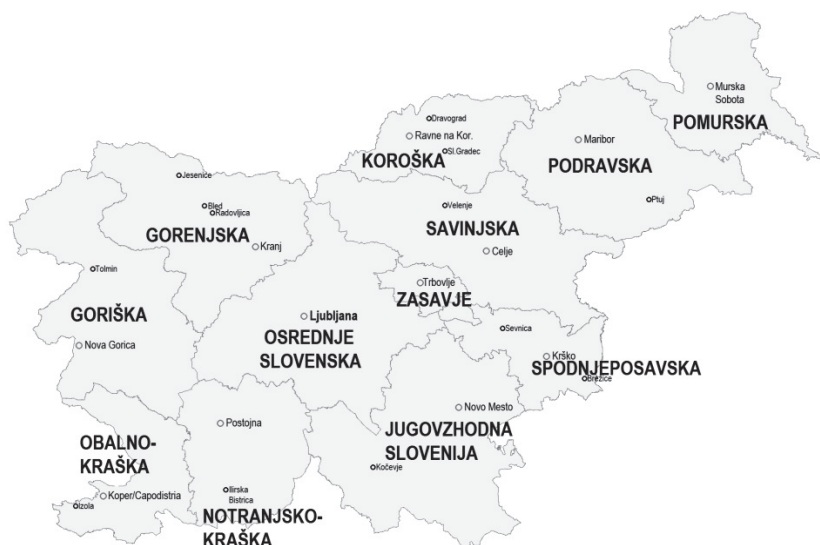 Murska
Sobota
POMURSKA
Dravograd
Ravne na Kor.
Sl.Gradec
KOROŠKA
Maribor
PODRAVSKA
Ptuj
Jesenice
Bled
Radovljica
GORENJSKA
Kranj
Velenje
SAVINJSKA
Celje
Tolmin
GORIŠKA
Nova Gorica
Trbovlje
ZASAVJE
Ljubljana
OSREDNJE
SLOVENSKA
Sevnica
Krško
SPODNJEPOSAVSKA
Brežice
Postojna
Novo Mesto
JUGOVZHODNA
SLOVENIJA
Kočevje
OBALNO-
KRAŠKA
Koper/Capodistria
Izola
Ilirska
Bistrica
NOTRANJSKO-
KRAŠKA